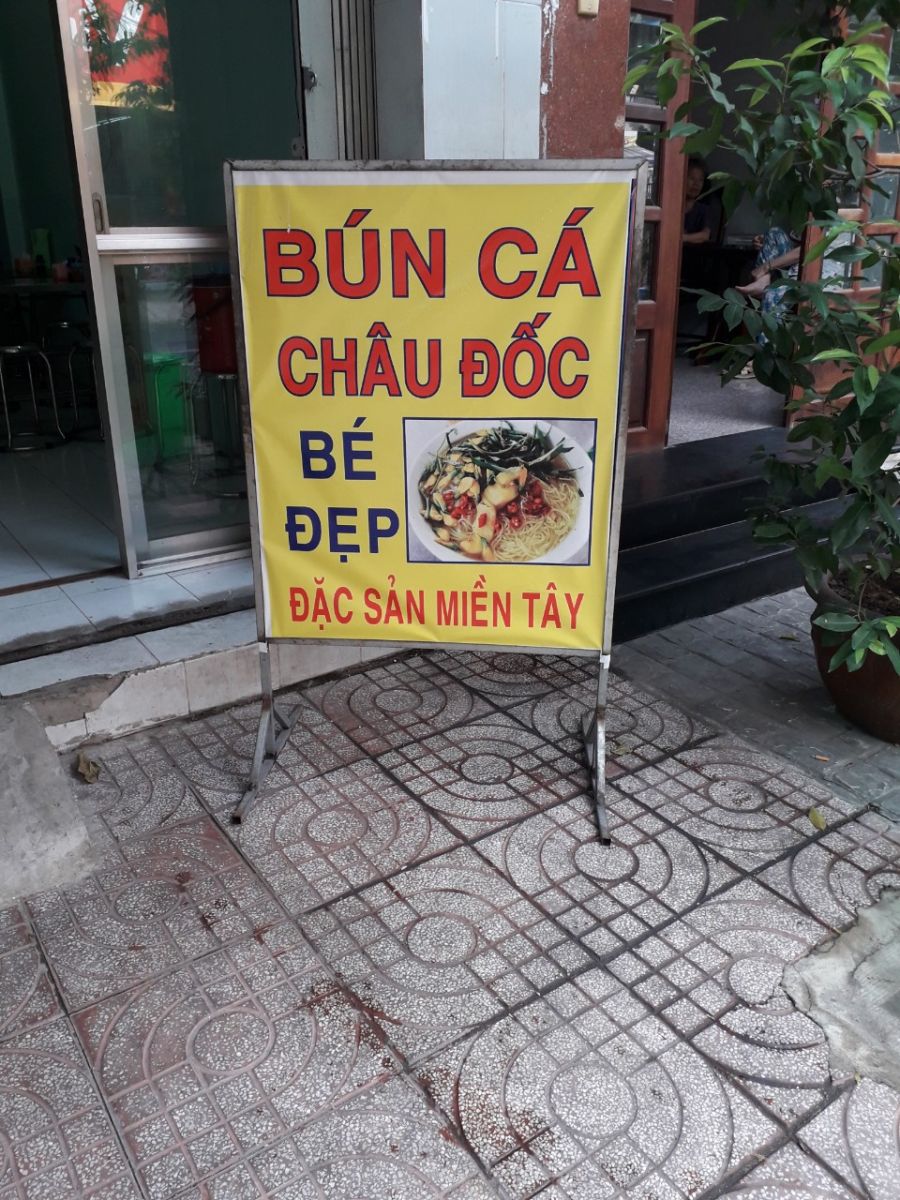 BÚN CÁ
CHÂU ĐỐC
BÉ
ĐẸP
ĐẶC SẢN MIỀN TÂY